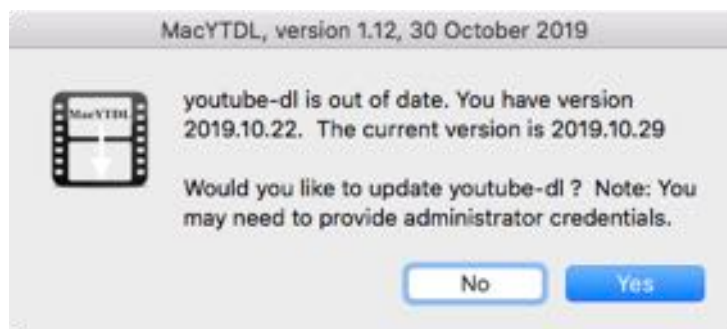 MacYTDL, version 1.12, 30 October 2019
MacYTDL
youtube-dl is out of date. You have version
2019.10.22.  The current version is 2019.10.29
Would you like to update youtube-dl ?  Note: You
may need to provide administrator credentials.
No
Yes